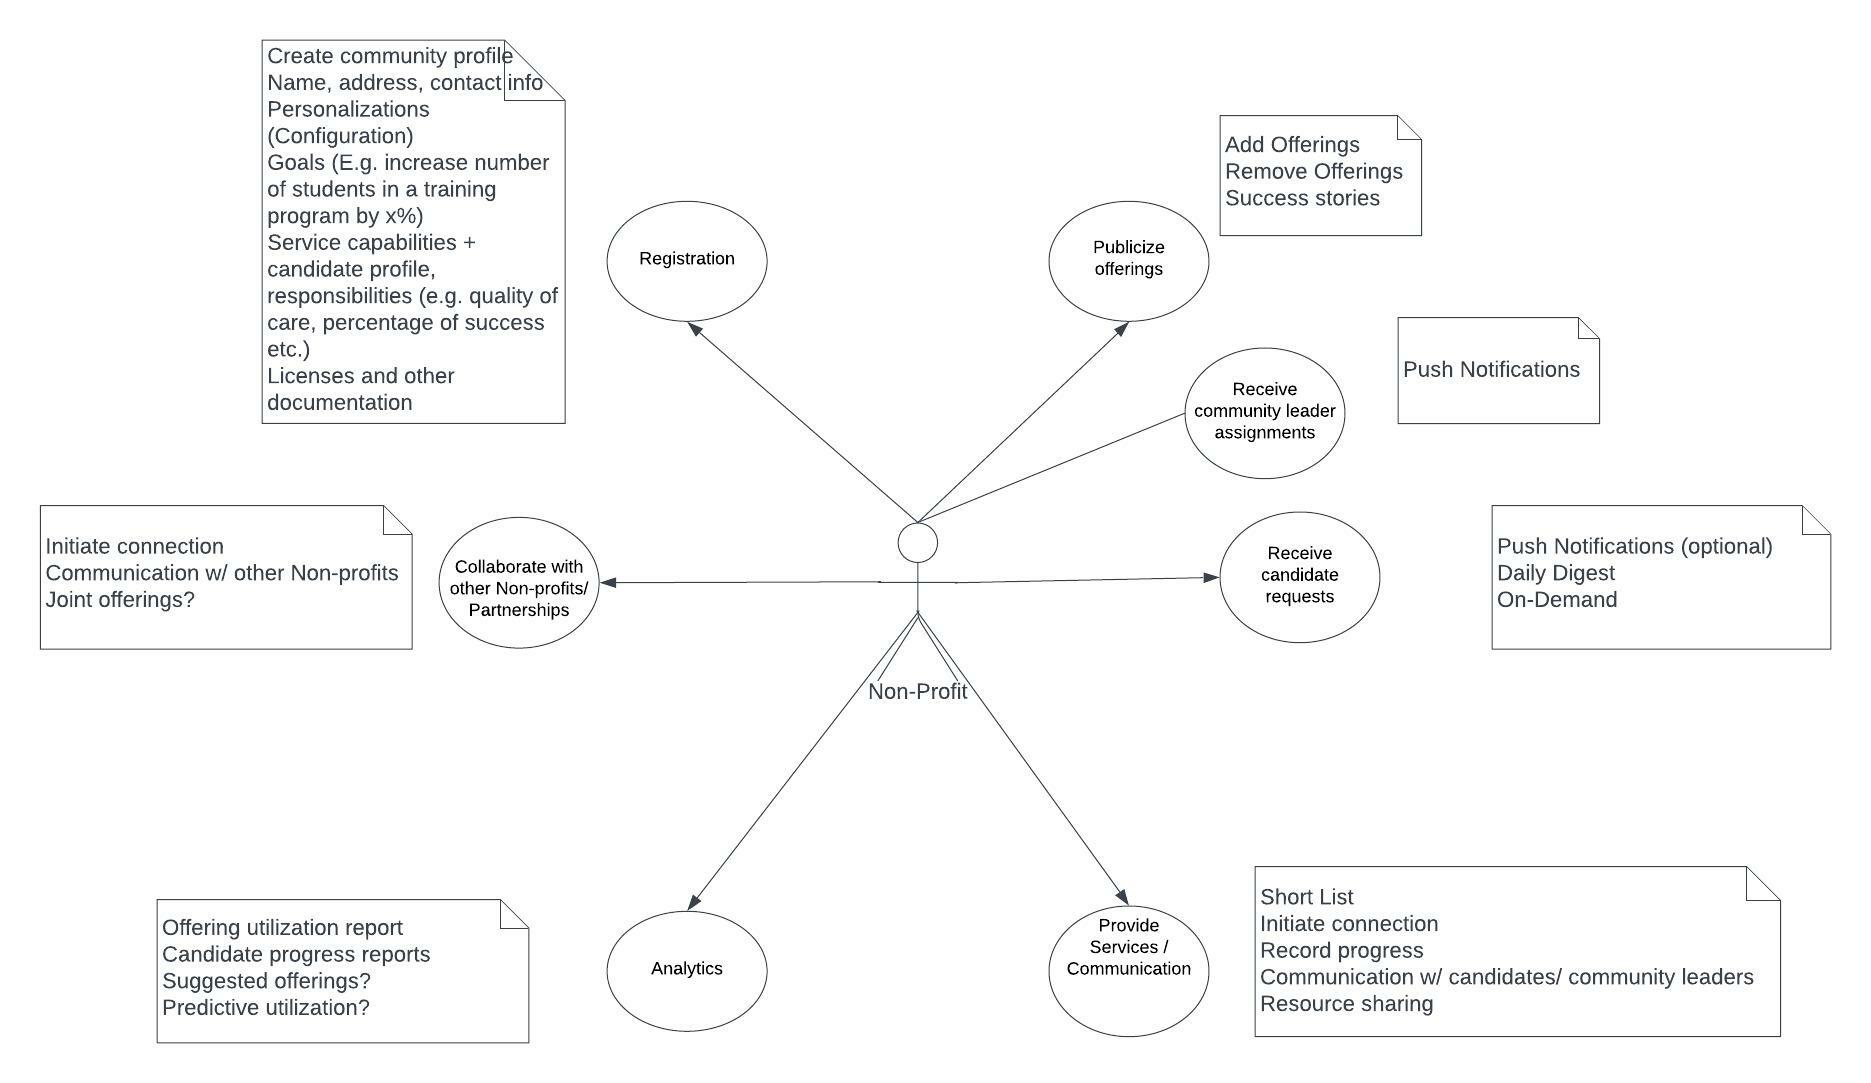 Create community profile
Name, address, contact info
Personalizations
(Configuration)
Goals (E.g. increase number
of students in a training
program by x%)
Service capabilities +
candidate profile,
responsibilities (e.g. quality of
care, percentage of success
etc.)
Licenses and other
documentation
Registration
Publicize
offerings
Add Offerings
Remove Offerings
Success stories
Receive
community leader
assignments
Push Notifications
Initiate connection
Communication w/ other Non-profits
Joint offerings?
Collaborate with
other Non-profits/
Partnerships
Receive
candidate
requests
Push Notifications (optional)
Daily Digest
On-Demand
Non-Profit
Offering utilization report
Candidate progress reports
Suggested offerings?
Predictive utilization?
Analytics
Provide
Services /
Communication
Short List
Initiate connection
Record progress
Communication w/ candidates/ community leaders
Resource sharing